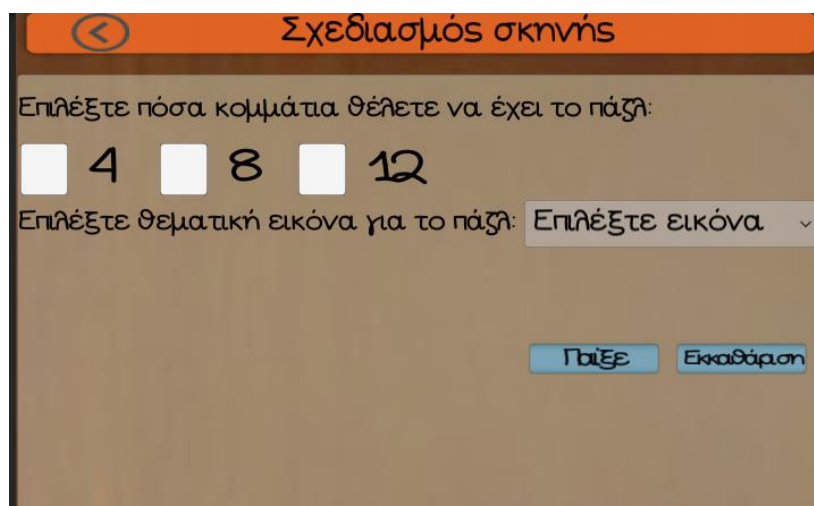 Σχεδιασμός σκηνής
Επιλέξτε πόσα κομμάτια θέλετε να έχει το πάζλ:
4 8 12
Επιλέξτε θεματική εικόνα για το πάζλ: Επιλέξτε εικόνα
Παίξε Εκκαθάριση